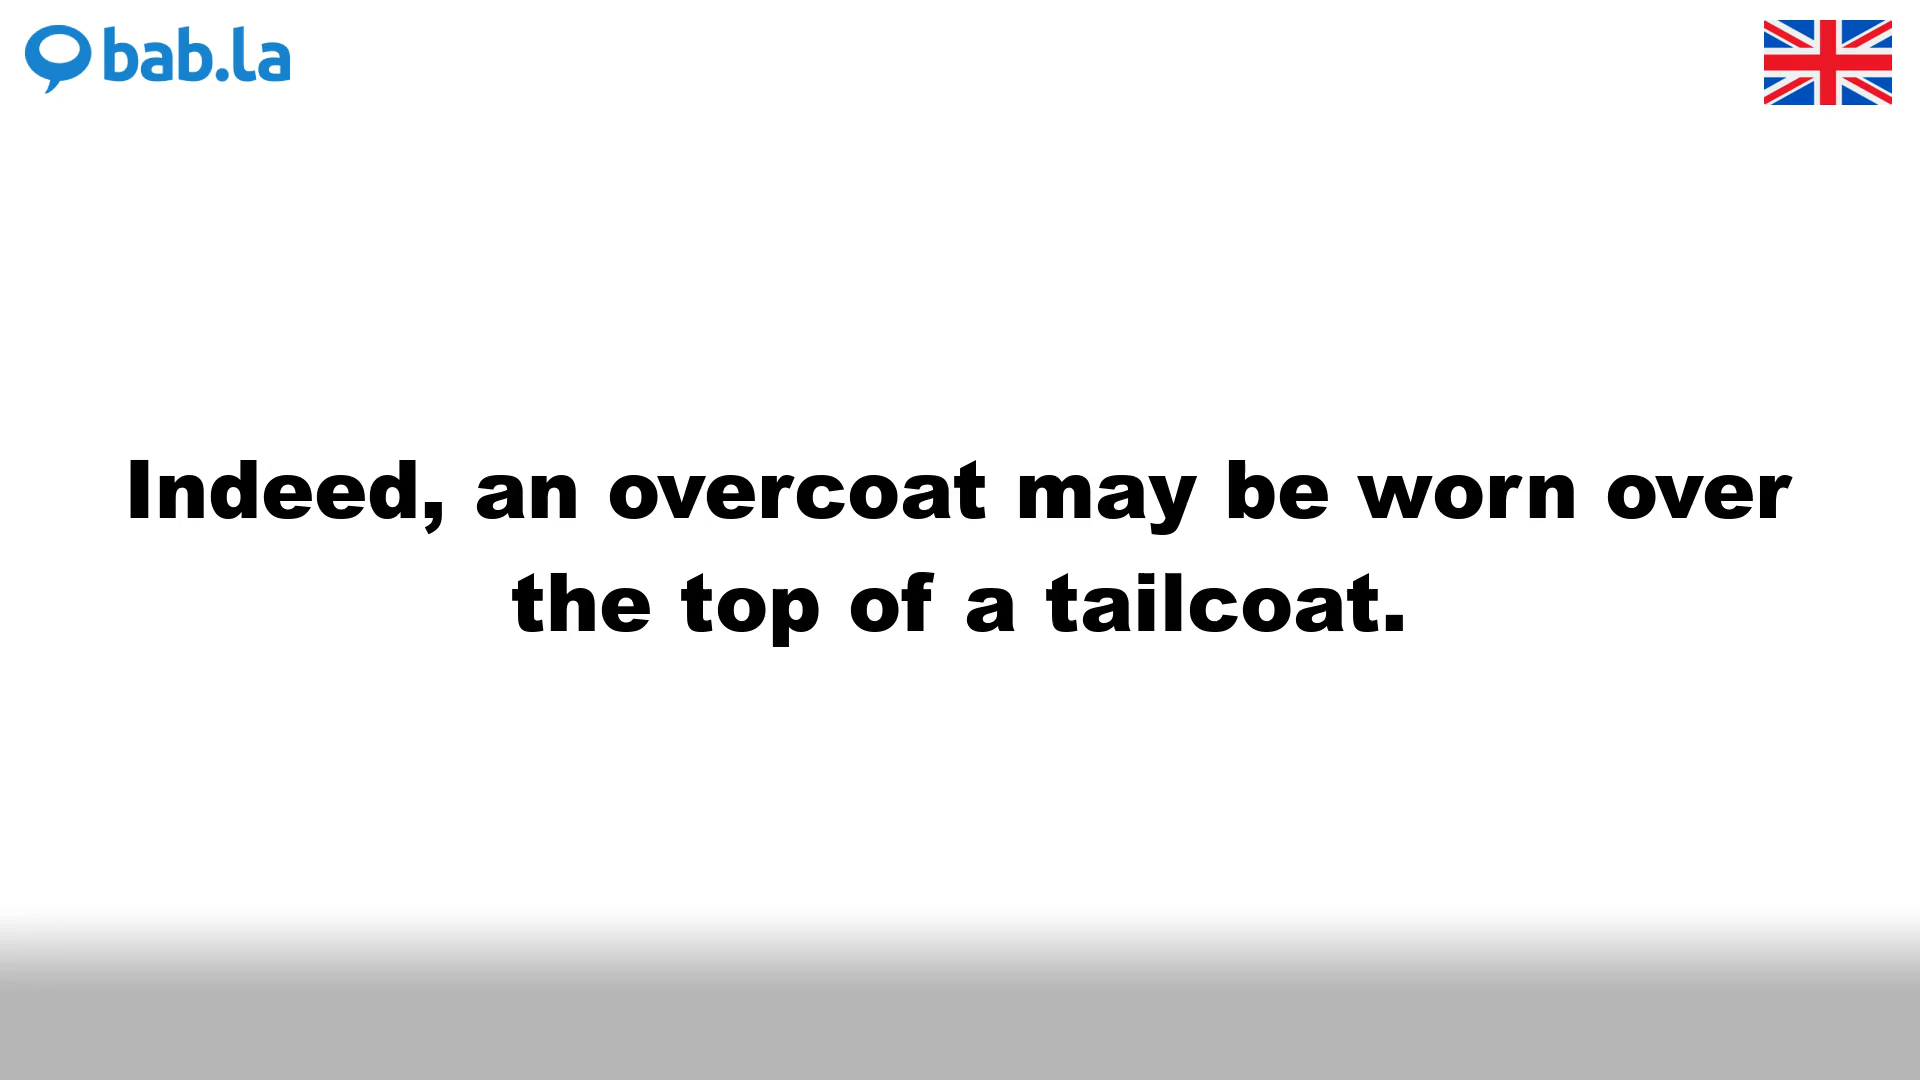 bab.la
Indeed, an overcoat may be worn over
the top of a tailcoat.